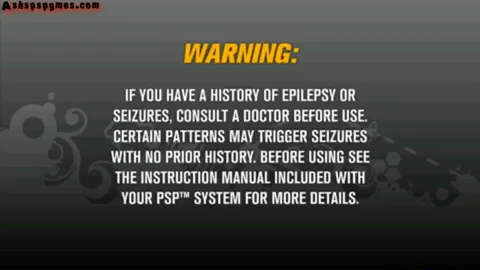 Ashspspgmes.com
WARNING:
IF YOU HAVE A HISTORY OF EPILEPSY OR
SEIZURES, CONSULT A DOCTOR BEFORE USE.
CERTAIN PATTERNS MAY TRIGGER SEIZURES
WITH NO PRIOR HISTORY. BEFORE USING SEE
THE INSTRUCTION MANUAL INCLUDED WITH
YOUR PSP™ SYSTEM FOR MORE DETAILS.